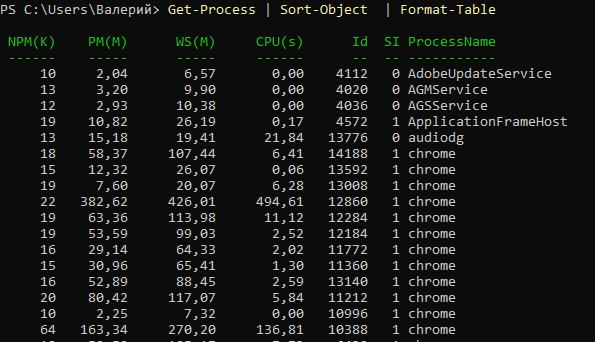 PS C:\Users\Валерий> Get-Process | Sort-Object  | Format-Table
NPM(K) PM(M) WS(M) CPU(s) Id SI ProcessName
------ ----- ----- ------ -- -- -----------
10 2,04 6,57 0,00 4112 0 AdobeUpdateService
13 3,20 9,90 0,00 4020 0 AGMService
12 2,93 10,38 0,00 4036 0 AGSService
19 10,82 26,19 0,17 4572 1 ApplicationFrameHost
13 15,18 19,41 21,84 13776 0 audiodg
18 58,37 107,44 6,41 14188 1 chrome
15 12,32 26,07 0,06 13592 1 chrome
19 7,60 20,07 6,28 13008 1 chrome
22 382,62 426,01 494,61 12860 1 chrome
19 63,36 113,98 11,12 12284 1 chrome
19 53,59 99,03 2,52 12184 1 chrome
16 29,14 64,33 2,02 11772 1 chrome
15 30,96 65,41 1,30 11360 1 chrome
16 52,89 88,45 2,59 13140 1 chrome
20 80,42 117,07 5,84 11212 1 chrome
10 2,25 7,32 0,00 10996 1 chrome
64 163,34 270,20 136,81 10388 1 chrome